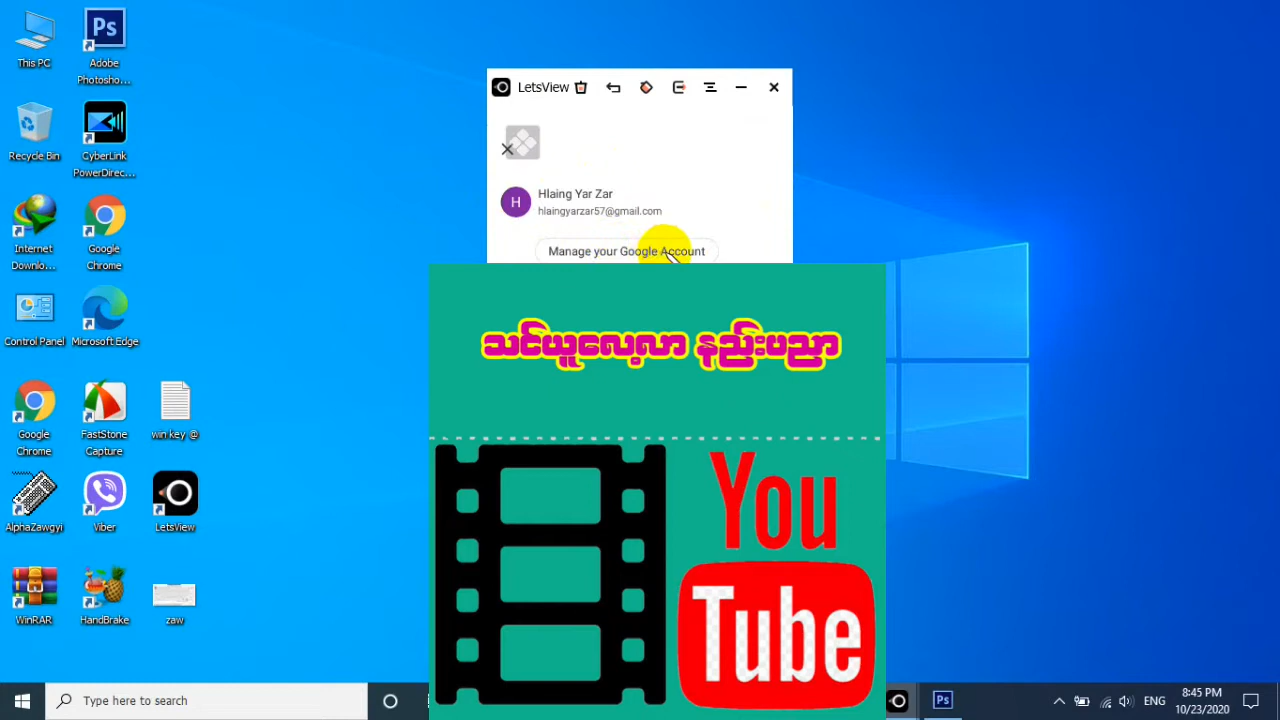 This PC
Adobe
Photosho...
Recycle Bin
CyberLink
PowerDirec...
Internet
Downlo...
Google
Chrome
Control Panel
Microsoft Edge
Google
Chrome
FastStone
Capture
win key @
AlphaZawgyi
Viber
LetsView
WinRAR
HandBrake
zaw
LetsView
H
Hlaing Yar Zar
hlaingyarzar57@gmail.com
Manage your Google Account
သင်ယူလေ့လာ နည်းပညာ
You
Tube
Type here to search
Ps
ENG
8:45 PM
10/23/2020